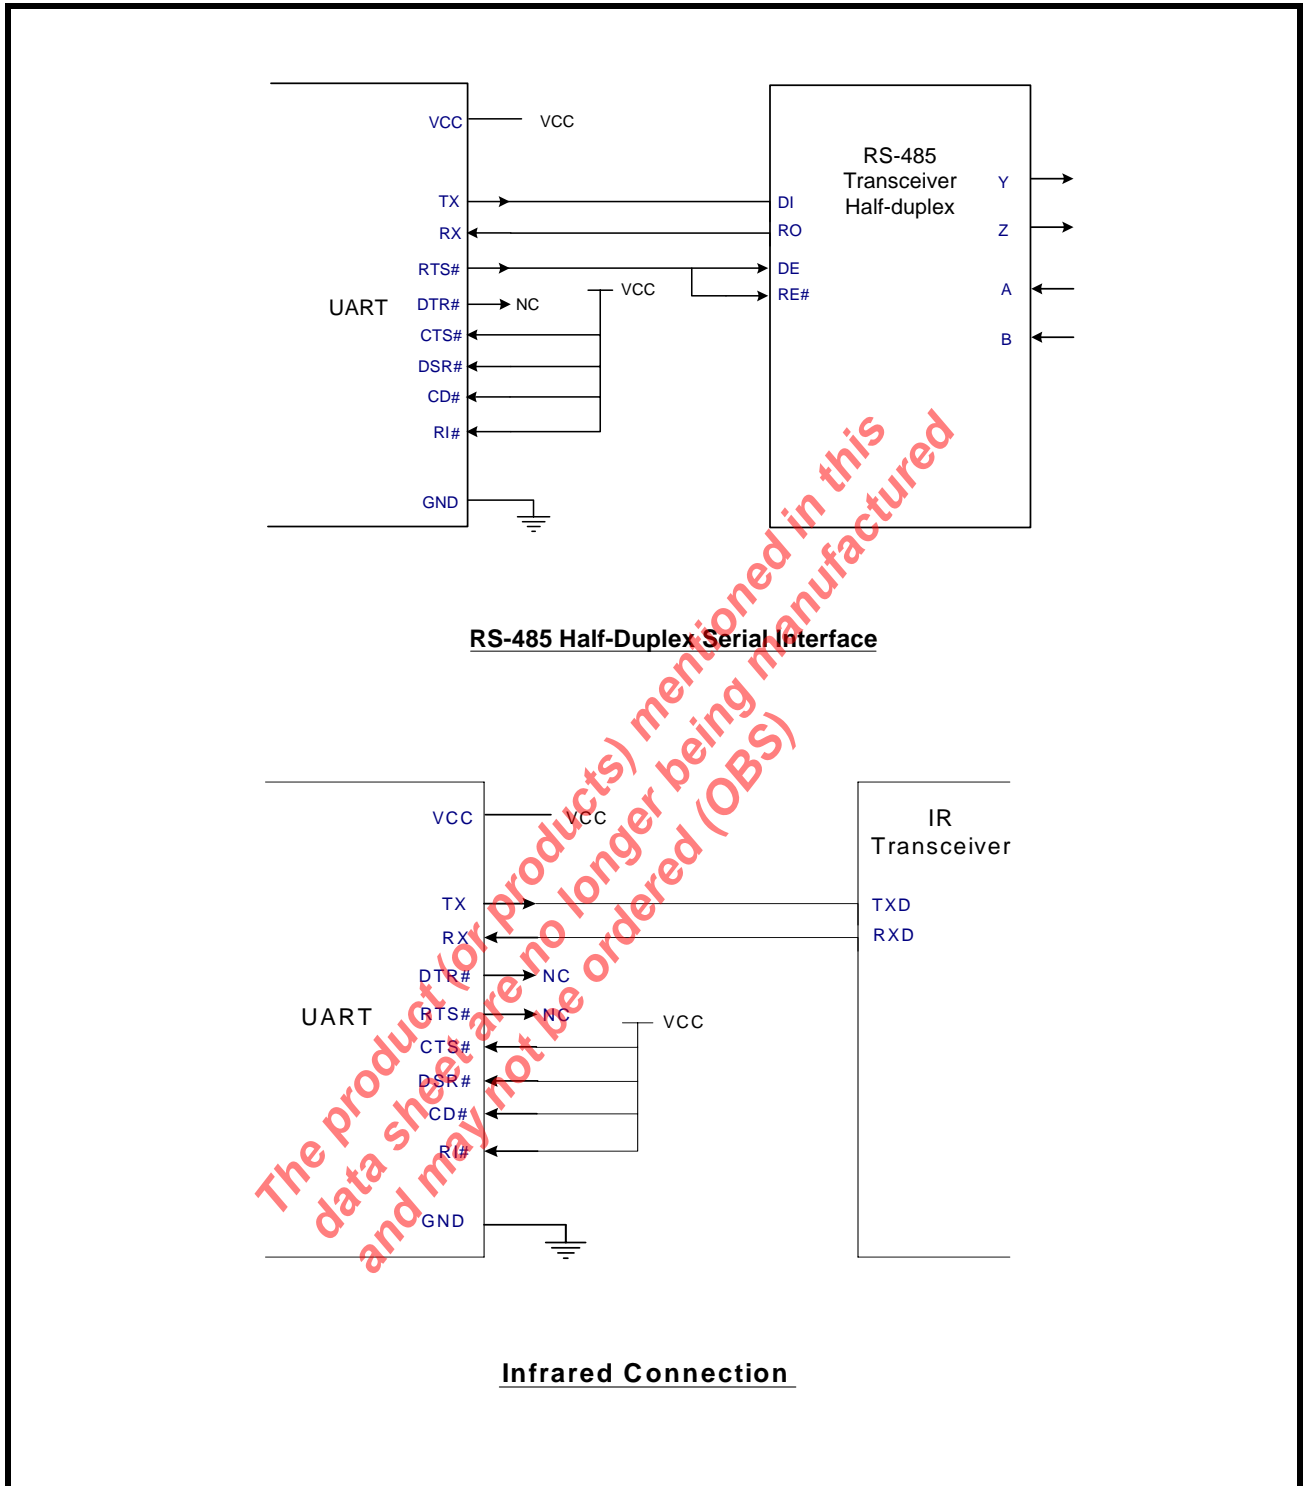 VCC
VCC
TX
RX
RTS#
DTR#
NC
CTS#
DSR#
CD#
RI#
GND
UART
VCC
RS-485
Transceiver
Half-duplex
DI
RO
DE
RE#
Y
Z
A
B
RS-485 Half-Duplex Serial Interface
VCC
VCC
TX
RX
DTR#
NC
RTS#
NC
CTS#
DSR#
CD#
RI#
GND
UART
VCC
IR
Transceiver
TXD
RXD
Infrared Connection
The product (or products) mentioned in this
data sheet are no longer being manufactured
and may not be ordered (OBS)